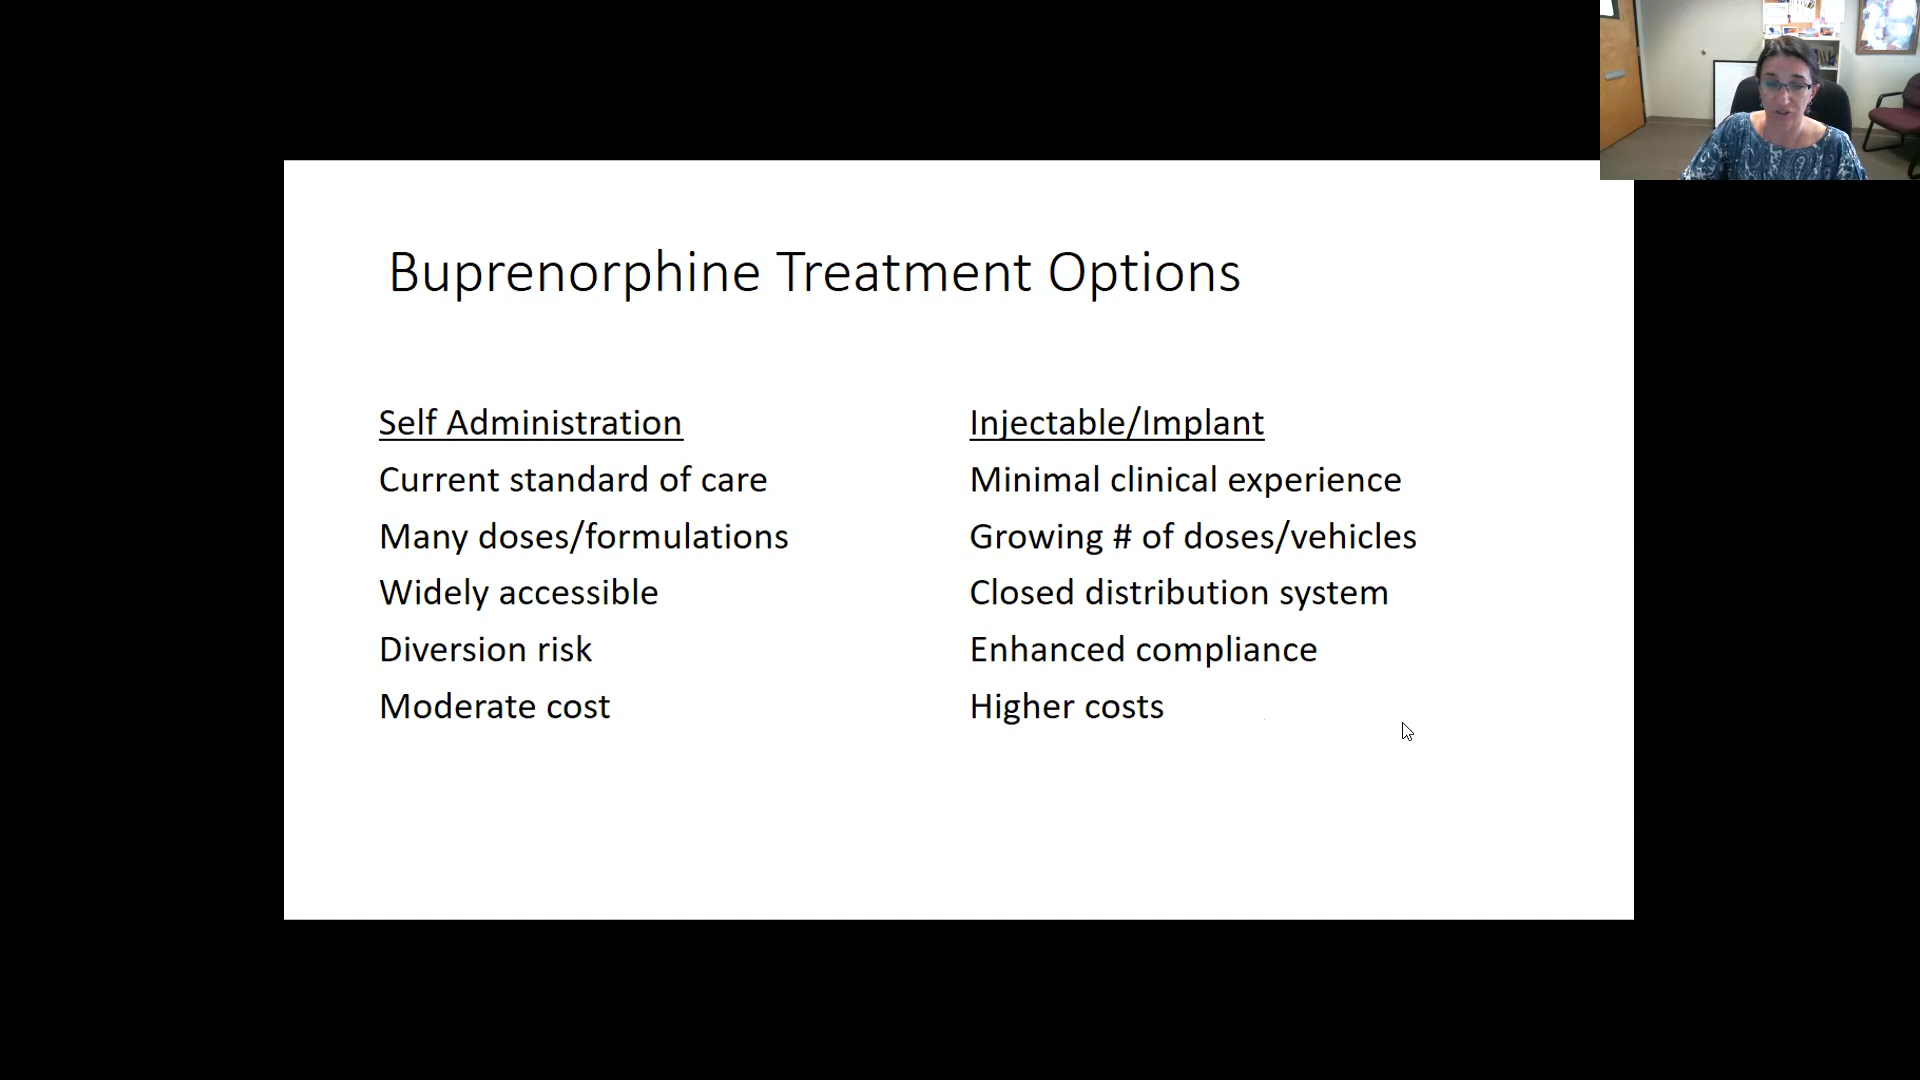 Buprenorphine Treatment Options
Self Administration
Current standard of care
Many doses/formulations
Widely accessible
Diversion risk
Moderate cost
Injectable/Implant
Minimal clinical experience
Growing # of doses/vehicles
Closed distribution system
Enhanced compliance
Higher costs